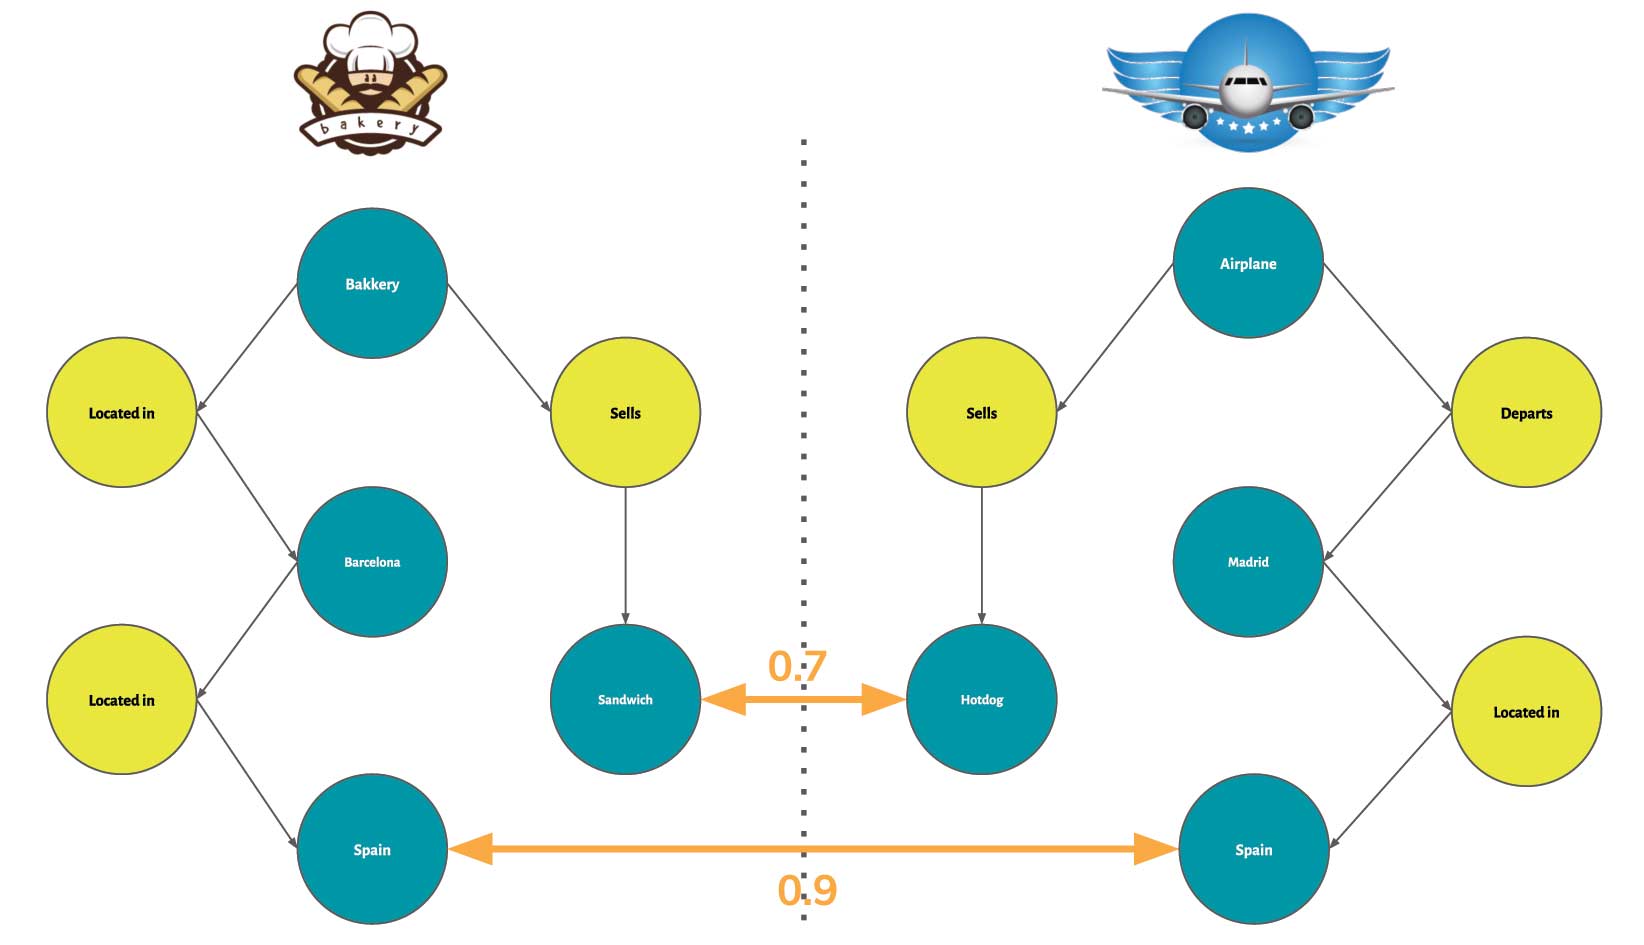 bakery
Bakkery
Airplane
Located in
Sells
Sells
Departs
Barcelona
Madrid
0.7
Located in
Sandwich
Hotdog
Located in
Spain
Spain
0.9